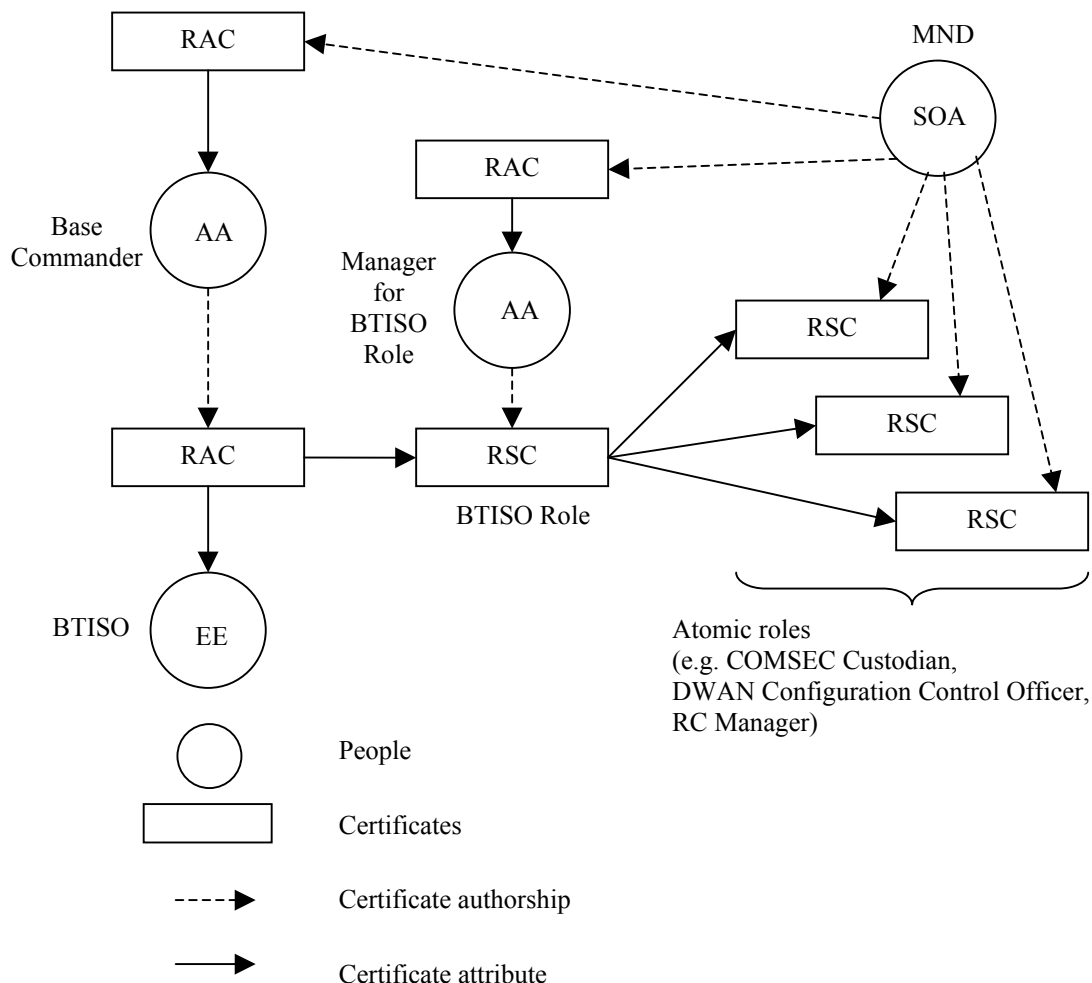 RAC
MND
SOA
RAC
Base
Commander
AA
Manager
for
BTISO
Role
AA
RSC
RSC
RAC
RSC
BTISO Role
RSC
BTISO
EE
Atomic roles
(e.g. COMSEC Custodian,
DWAN Configuration Control Officer,
RC Manager)
People
Certificates
Certificate authorship
Certificate attribute